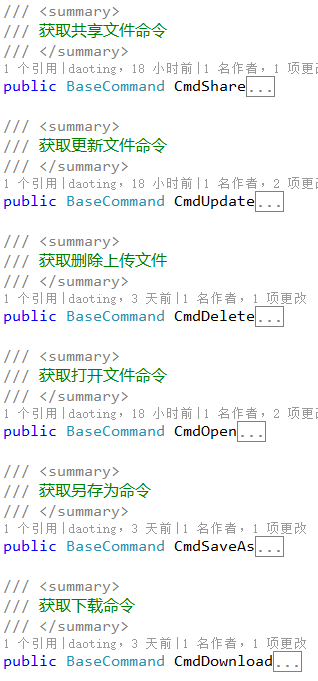 /// <summary>
/// 获取共享文件命令
/// </summary>
1 个引用|daoting，18 小时前|1 名作者，1 项更改
public BaseCommand CmdShare...
/// <summary>
/// 获取更新文件命令
/// </summary>
1 个引用|daoting，18 小时前|1 名作者，2 项更改
public BaseCommand CmdUpdate...
/// <summary>
/// 获取删除上传文件
/// </summary>
1 个引用|daoting，3 天前|1 名作者，1 项更改
public BaseCommand CmdDelete...
/// <summary>
/// 获取打开文件命令
/// </summary>
1 个引用|daoting，18 小时前|1 名作者，2 项更改
public BaseCommand CmdOpen...
/// <summary>
/// 获取另存为命令
/// </summary>
1 个引用|daoting，3 天前|1 名作者，1 项更改
public BaseCommand CmdSaveAs...
/// <summary>
/// 获取下载命令
/// </summary>
1 个引用|daoting，3 天前|1 名作者，1 项更改
public BaseCommand CmdDownload...